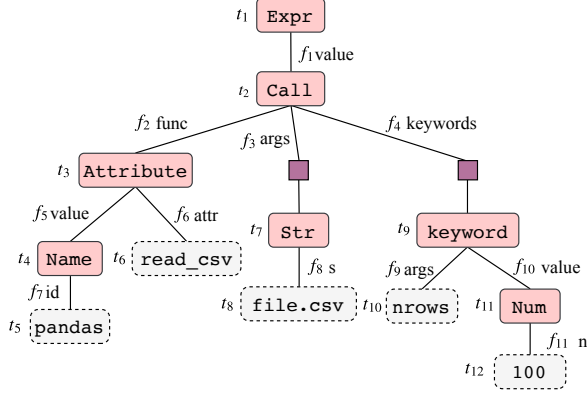 t1 Expr
f1 value
t2 Call
f2 func
f3 args
f4 keywords
t3 Attribute
f5 value
f6 attr
t7 Str
t9 keyword
t4 Name
t6 read_csv
f8 s
f9 args
f10 value
f7 id
t8 file.csv
t10 nrows
t11 Num
t5 pandas
f11 n
t12 100